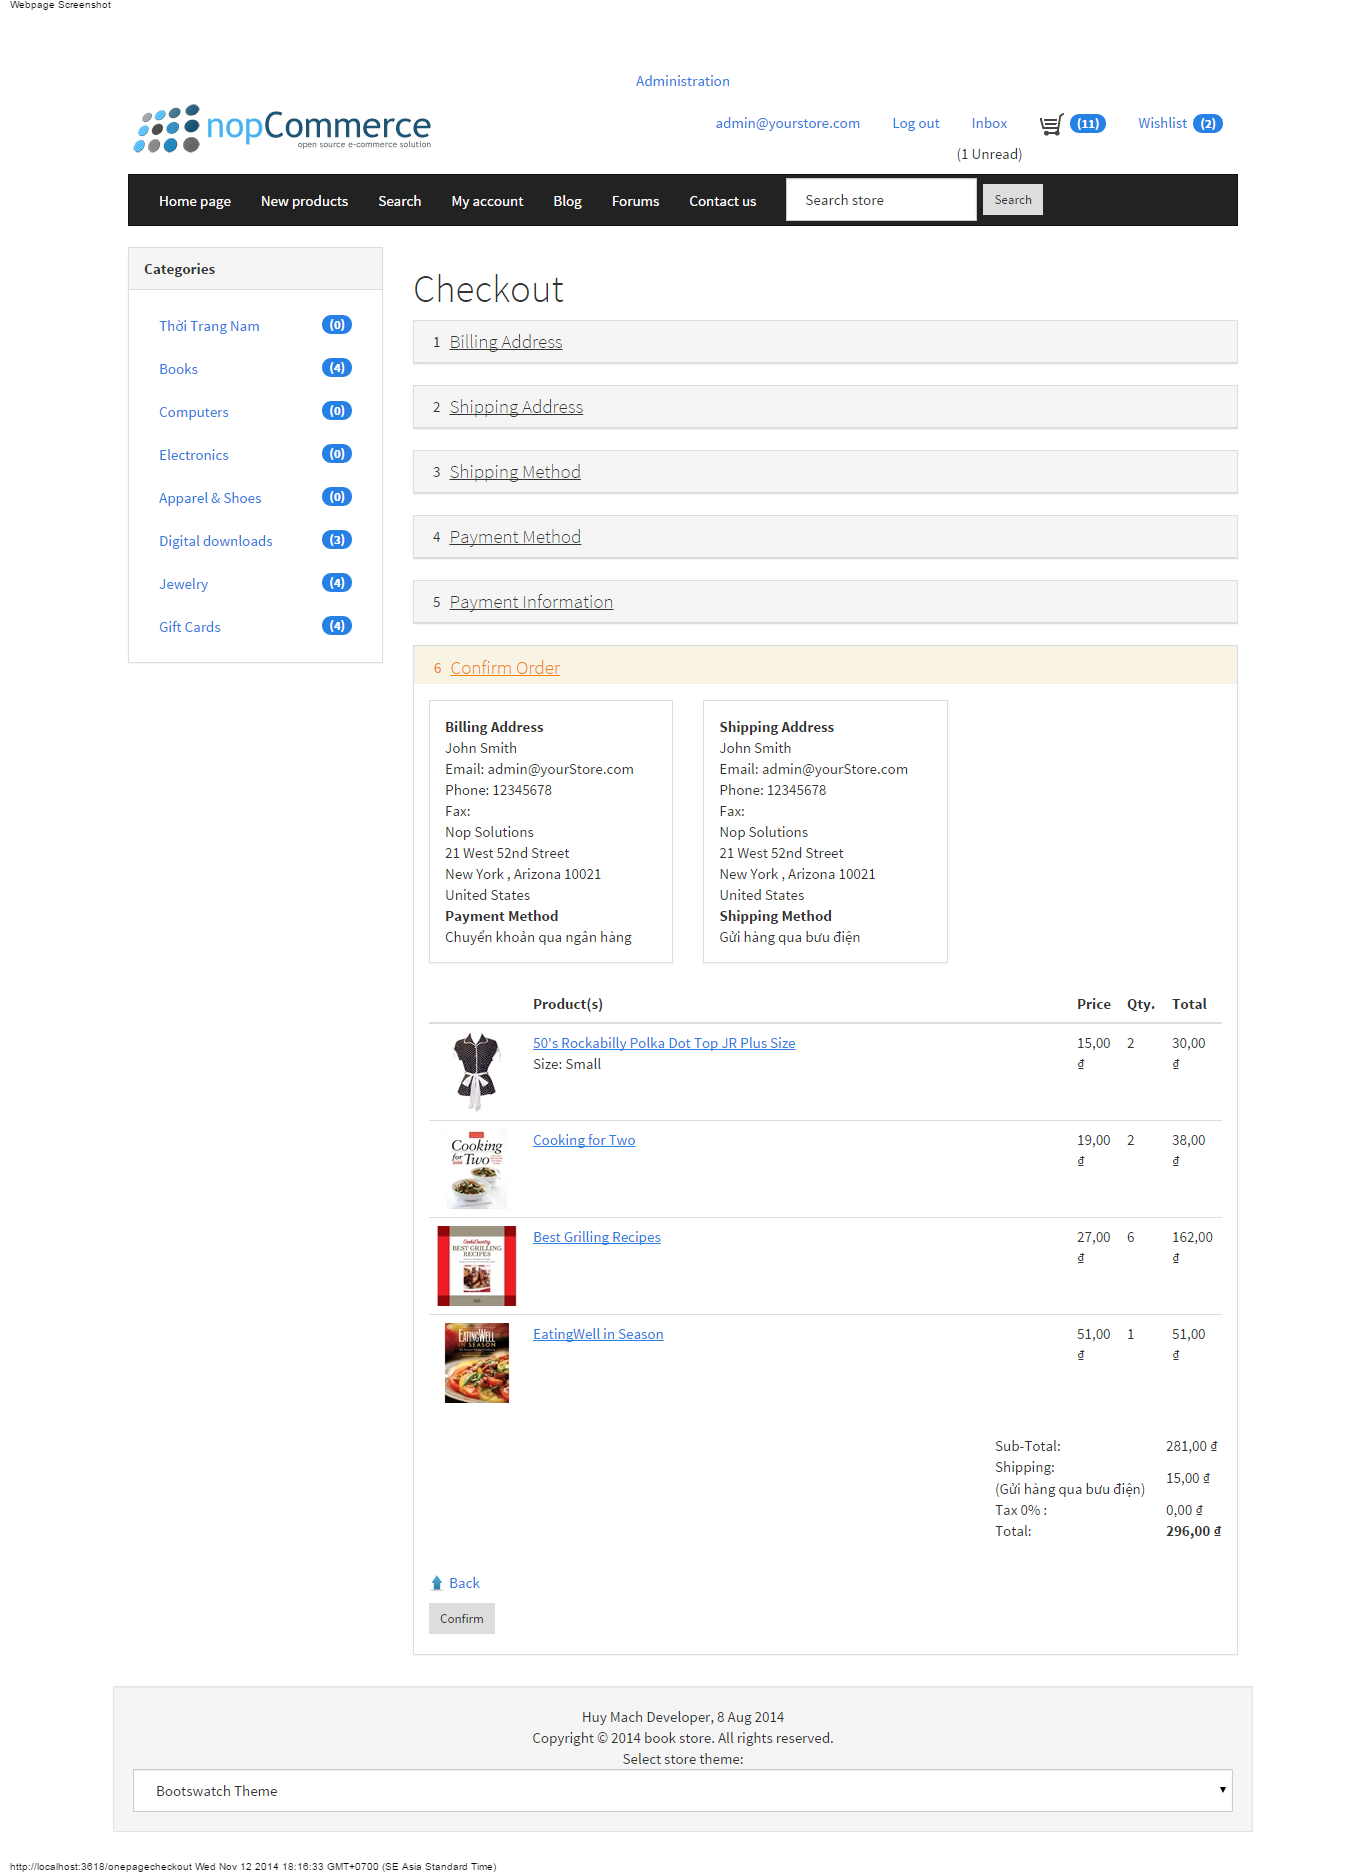 Webpage Screenshot
Administration
nopCommerce
open source e-commerce solution
admin@yourstore.com Log out Inbox (11) Wishlist (2)
(1 Unread)
Home page New products Search My account Blog Forums Contact us Search store Search
Categories
Thời Trang Nam (0)
Books (4)
Computers (0)
Electronics (0)
Apparel & Shoes (0)
Digital downloads (3)
Jewelry (4)
Gift Cards (4)
Checkout
1 Billing Address
2 Shipping Address
3 Shipping Method
4 Payment Method
5 Payment Information
6 Confirm Order
Billing Address
John Smith
Email: admin@yourStore.com
Phone: 12345678
Fax:
Nop Solutions
21 West 52nd Street
New York , Arizona 10021
United States
Payment Method
Chuyển khoản qua ngân hàng
Shipping Address
John Smith
Email: admin@yourStore.com
Phone: 12345678
Fax:
Nop Solutions
21 West 52nd Street
New York , Arizona 10021
United States
Shipping Method
Gửi hàng qua bưu điện
Product(s) Price Qty. Total
50's Rockabilly Polka Dot Top JR Plus Size 15,00 ₫ 2 30,00 ₫
Size: Small
Cooking
for Two
Cooking for Two 19,00 ₫ 2 38,00 ₫
Cook'sCountry
BEST GRILLING
RECIPES
Best Grilling Recipes 27,00 ₫ 6 162,00 ₫
EATINGWELL
IN SEASON
EatingWell in Season 51,00 ₫ 1 51,00 ₫
Sub-Total: 281,00 ₫
Shipping:
(Gửi hàng qua bưu điện) 15,00 ₫
Tax 0% : 0,00 ₫
Total: 296,00 ₫
Back
Confirm
Huy Mach Developer, 8 Aug 2014
Copyright © 2014 book store. All rights reserved.
Select store theme:
Bootswatch Theme
http://localhost:3618/onepagecheckout Wed Nov 12 2014 18:16:33 GMT+0700 (SE Asia Standard Time)